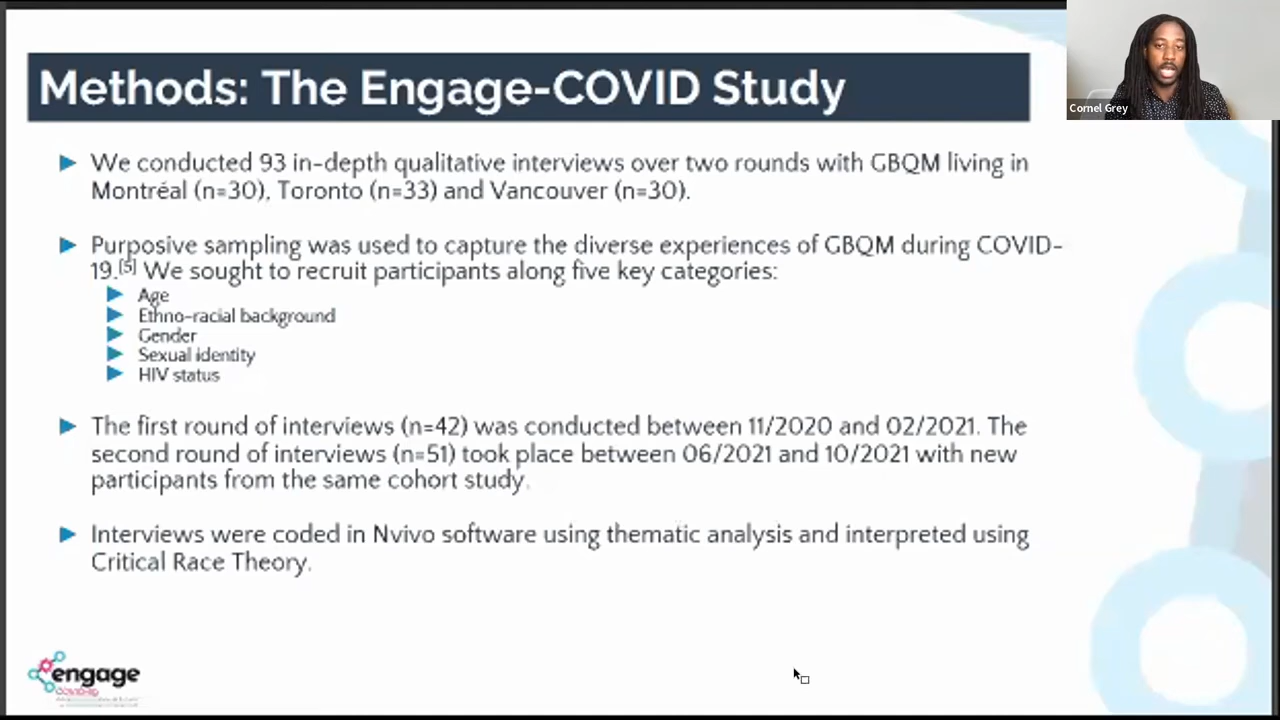 Methods: The Engage-COVID Study
Cornel Grey
We conducted 93 in-depth qualitative interviews over two rounds with GBQM living in
Montréal (n=30), Toronto (n=33) and Vancouver (n=30).
Purposive sampling was used to capture the diverse experiences of GBQM during COVID-
19.[5] We sought to recruit participants along five key categories:
Age
Ethno-racial background
Gender
Sexual identity
HIV status
The first round of interviews (n=42) was conducted between 11/2020 and 02/2021. The
second round of interviews (n=51) took place between 06/2021 and 10/2021 with new
participants from the same cohort study.
Interviews were coded in Nvivo software using thematic analysis and interpreted using
Critical Race Theory.
engage